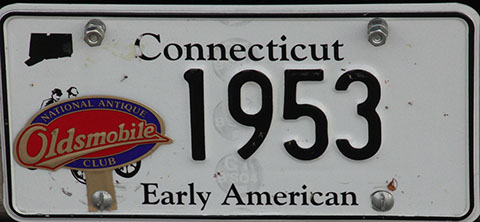 Connecticut
1953
NATIONAL ANTIQUE
Oldsmobile
CLUB
Early American